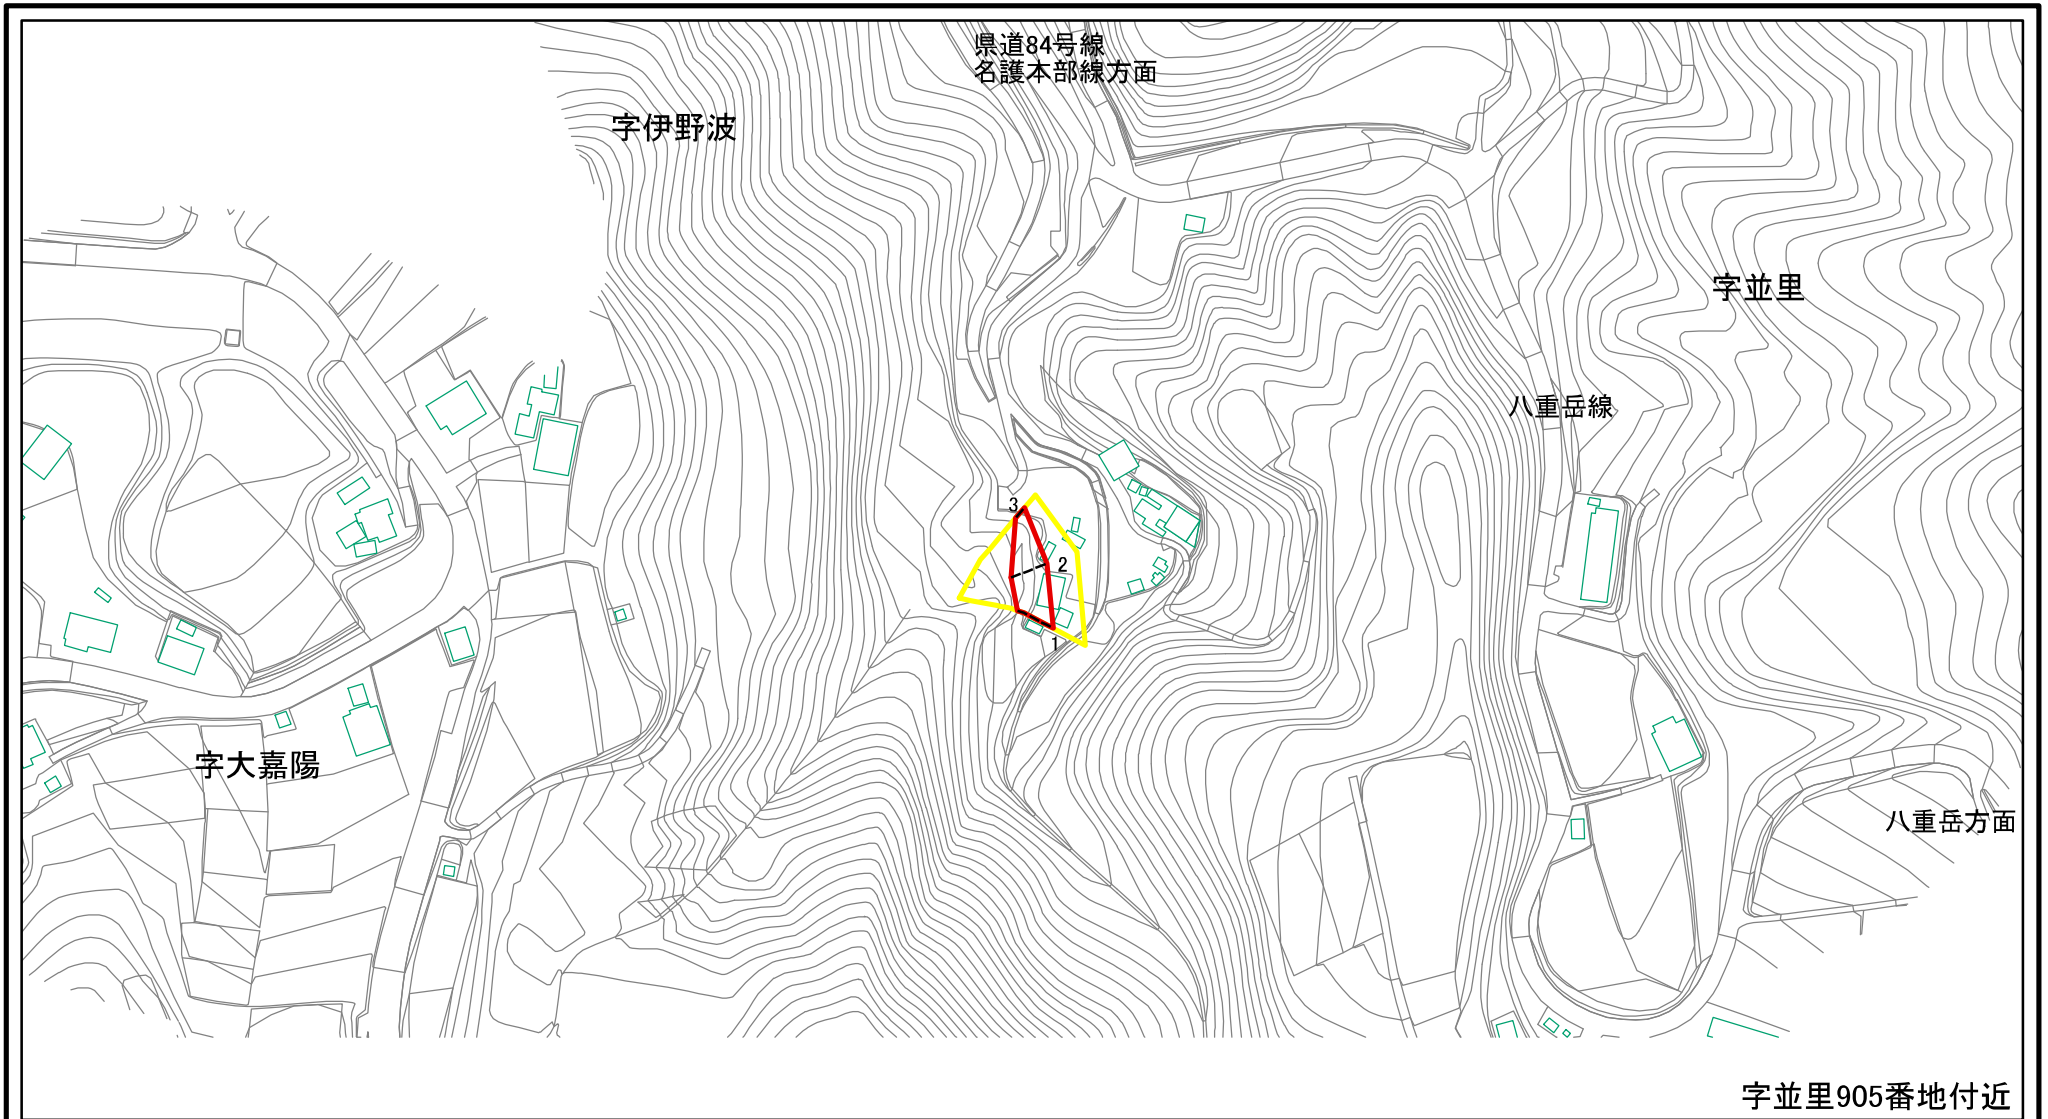 県道84号線
名護本部線方面
字伊野波
字並里
八重岳線
3
2
1
字大嘉陽
八重岳方面
字並里905番地付近